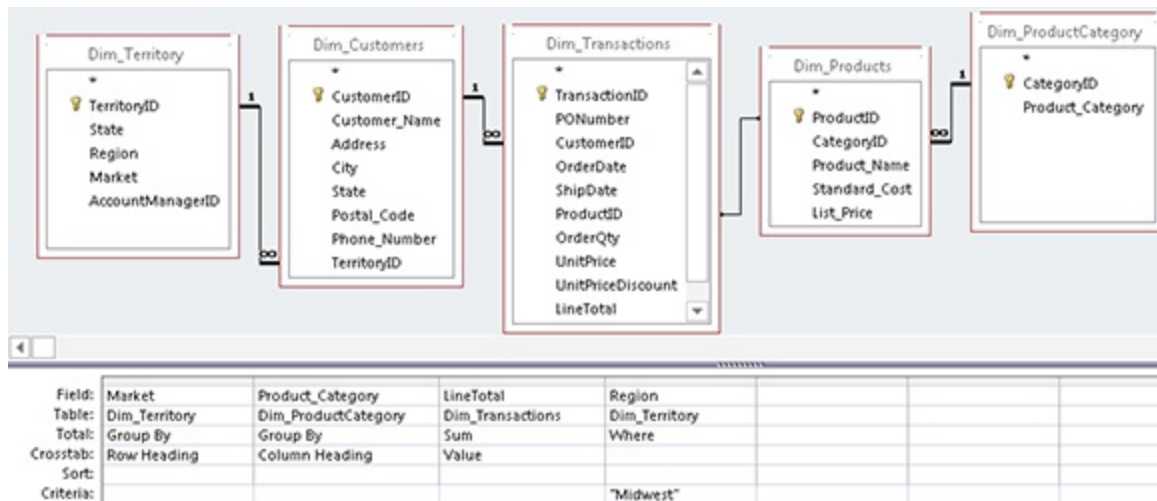 Dim_Territory
*
TerritoryID
State
Region
Market
AccountManagerID
1
∞
Dim_Customers
*
CustomerID
Customer_Name
Address
City
State
Postal_Code
Phone_Number
TerritoryID
1
∞
Dim_Transactions
*
TransactionID
PONumber
CustomerID
OrderDate
ShipDate
ProductID
OrderQty
UnitPrice
UnitPriceDiscount
LineTotal
Dim_Products
*
ProductID
CategoryID
Product_Name
Standard_Cost
List_Price
1
∞
Dim_ProductCategory
*
CategoryID
Product_Category
Field: Market Product_Category LineTotal Region
Table: Dim_Territory Dim_ProductCategory Dim_Transactions Dim_Territory
Total: Group By Group By Sum Where
Crosstab: Row Heading Column Heading Value
Sort:
Criteria: "Midwest"